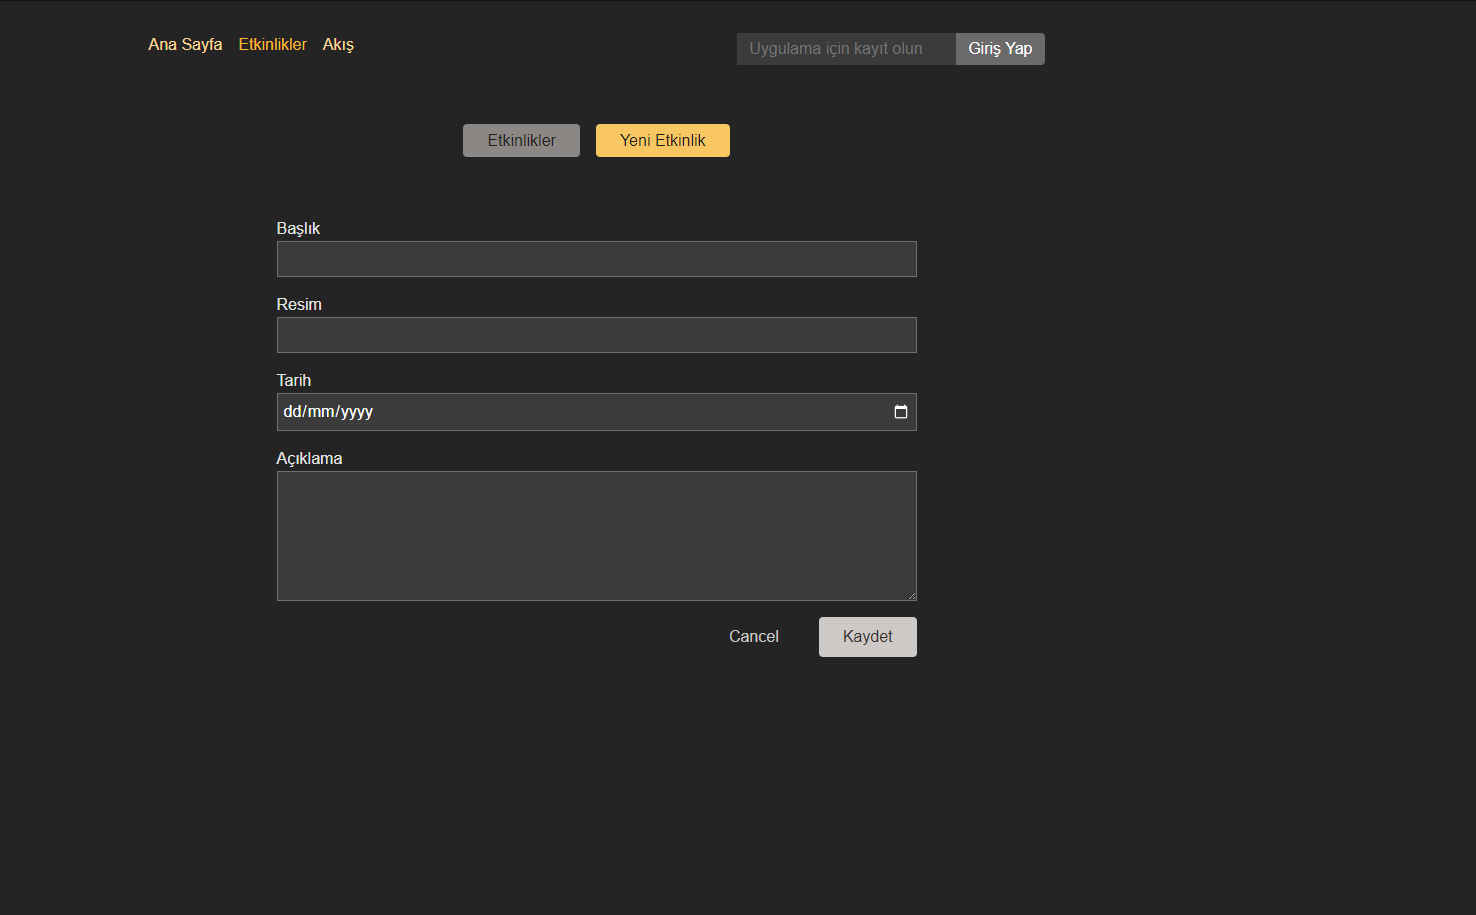 Ana Sayfa Etkinlikler Akış
Uygulama için kayıt olun Giriş Yap
Etkinlikler Yeni Etkinlik
Başlık
Resim
Tarih
dd/mm/yyyy
Açıklama
Cancel Kaydet